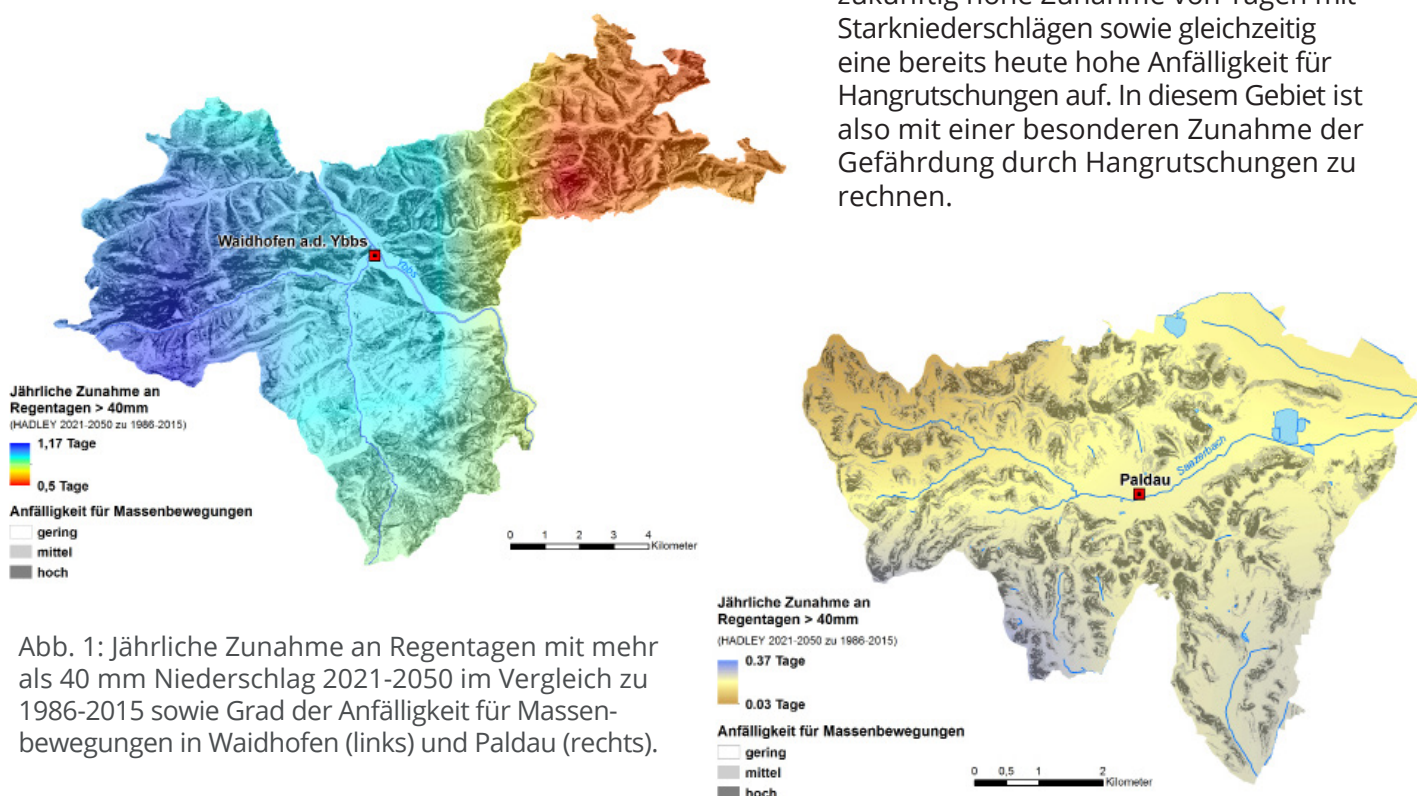 zukünftig hohe Zunahme von Tagen mit
Starkniederschlägen sowie gleichzeitig
eine bereits heute hohe Anfälligkeit für
Hangrutschungen auf. In diesem Gebiet ist
also mit einer besonderen Zunahme der
Gefährdung durch Hangrutschungen zu
rechnen.
Waidhofen a.d. Ybbs
Ybbs
Jährliche Zunahme an
Regentagen > 40mm
(HADLEY 2021-2050 zu 1986-2015)
1,17 Tage
0,5 Tage
Anfälligkeit für Massenbewegungen
gering
mittel
hoch
0 1 2 3 4
Kilometer
Abb. 1: Jährliche Zunahme an Regentagen mit mehr
als 40 mm Niederschlag 2021-2050 im Vergleich zu
1986-2015 sowie Grad der Anfälligkeit für Massen-
bewegungen in Waidhofen (links) und Paldau (rechts).
Saazerbach
Paldau
Jährliche Zunahme an
Regentagen > 40mm
(HADLEY 2021-2050 zu 1986-2015)
0.37 Tage
0.03 Tage
Anfälligkeit für Massenbewegungen
gering
mittel
hoch
0 0,5 1 2
Kilometer